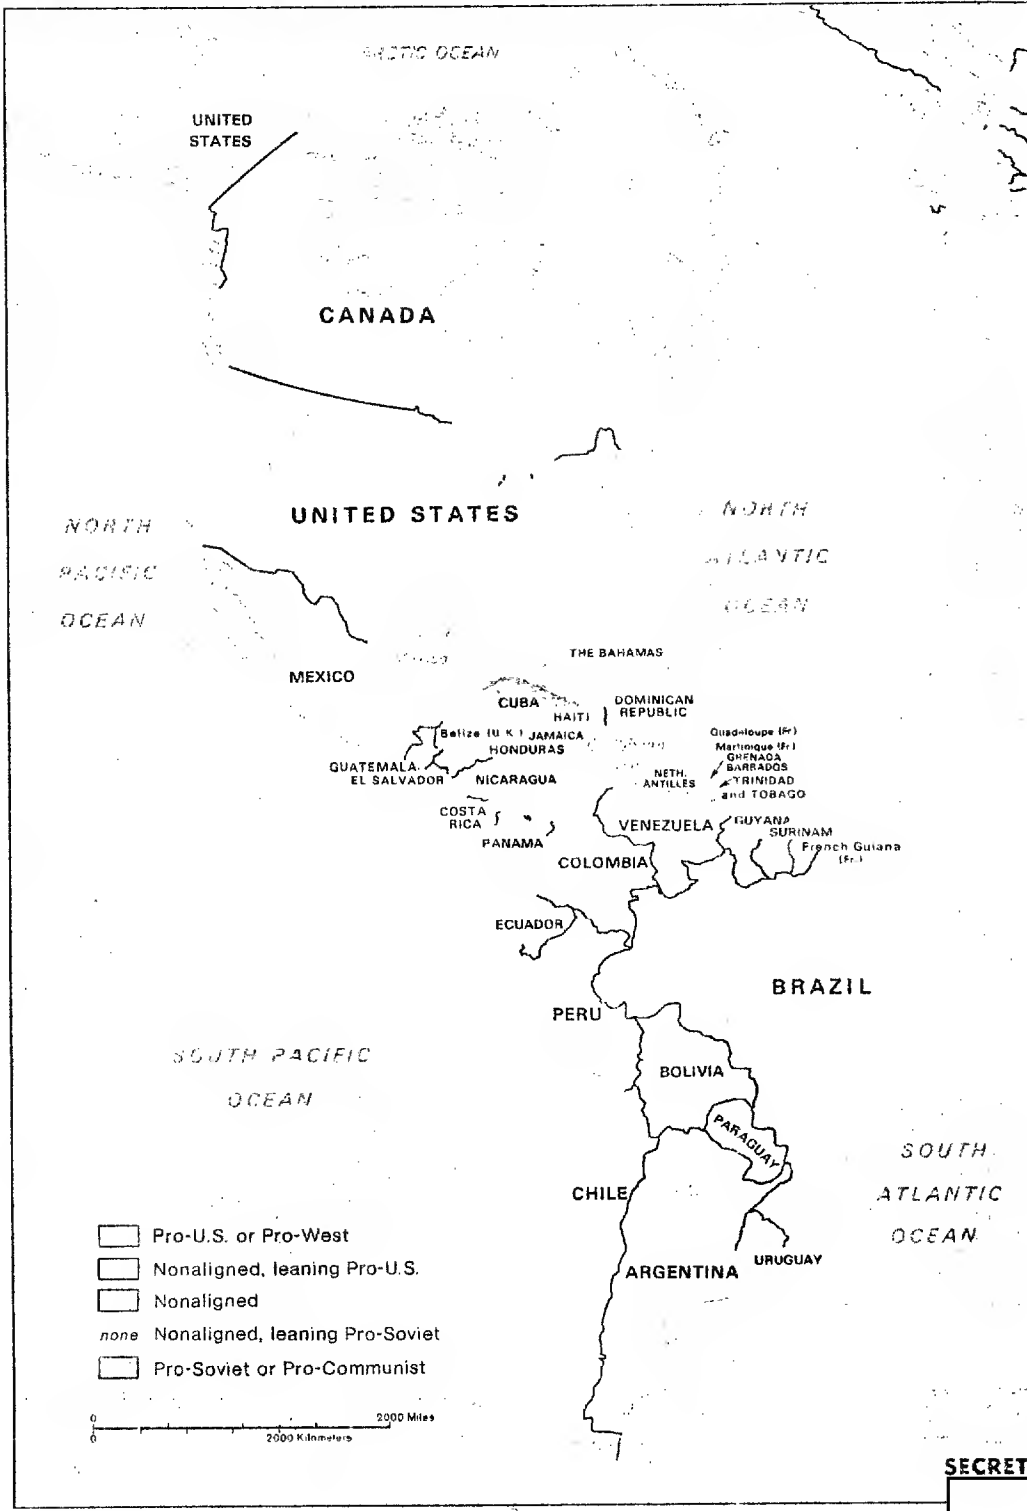 ARCTIC OCEAN
UNITED
STATES
CANADA
UNITED STATES
NORTH
PACIFIC
OCEAN
NORTH
ATLANTIC
OCEAN
THE BAHAMAS
MEXICO
CUBA
DOMINICAN
REPUBLIC
HAITI
Belize (U.K.)
JAMAICA
HONDURAS
GUATEMALA
EL SALVADOR
NICARAGUA
Guadeloupe (Fr)
Martinique (Fr.)
GRENADA
BARBADOS
NETH.
ANTILLES
TRINIDAD
and TOBAGO
COSTA
RICA
PANAMA
VENEZUELA
GUYANA
SURINAM
French Guiana
(Fr.)
COLOMBIA
ECUADOR
BRAZIL
PERU
SOUTH PACIFIC
OCEAN
BOLIVIA
PARAGUAY
SOUTH
ATLANTIC
OCEAN
CHILE
ARGENTINA
URUGUAY
Pro-U.S. or Pro-West
Nonaligned, leaning Pro-U.S.
Nonaligned
none Nonaligned, leaning Pro-Soviet
Pro-Soviet or Pro-Communist
0 2000 Miles
0 2000 Kilometers
SECRET